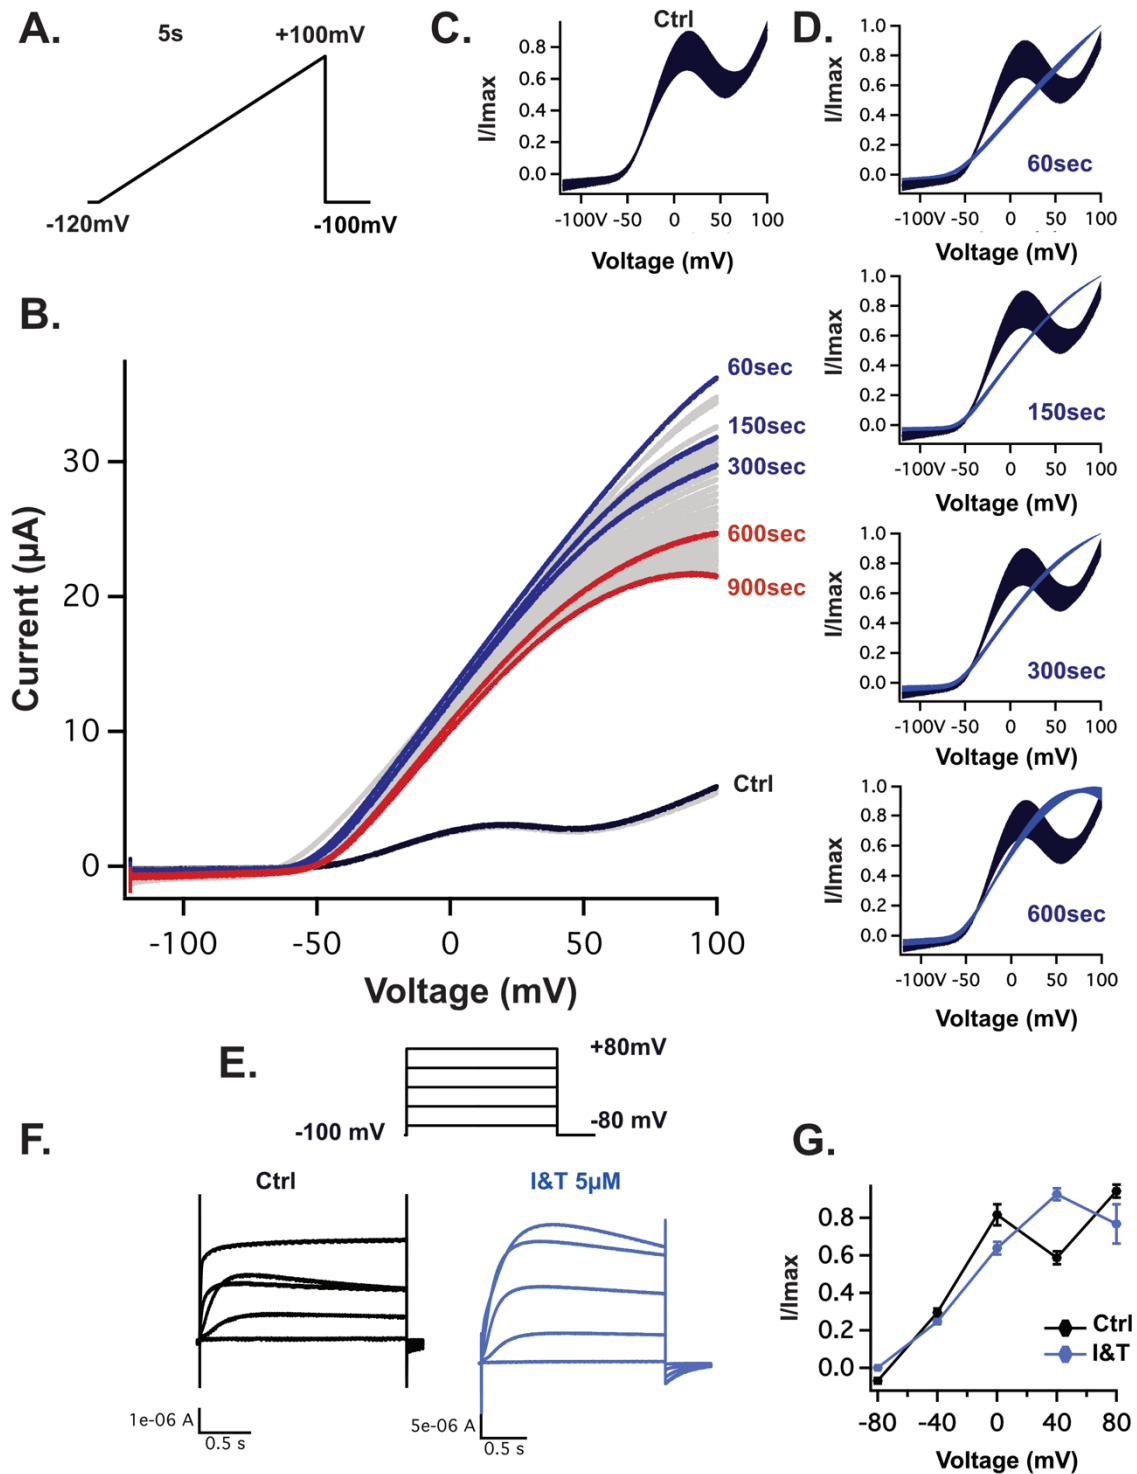 A.
5s
+100mV
-120mV
-100mV
B.
Current (µA)
30
20
10
0
-100
-50
0
50
100
Voltage (mV)
60sec
150sec
300sec
600sec
900sec
Ctrl
C.
Ctrl
I/Imax
0.8
0.6
0.4
0.2
0.0
-100V -50 0 50 100
Voltage (mV)
D.
I/Imax
1.0
0.8
0.6
0.4
0.2
0.0
60sec
-100V -50 0 50 100
Voltage (mV)
I/Imax
1.0
0.8
0.6
0.4
0.2
0.0
150sec
-100V -50 0 50 100
Voltage (mV)
I/Imax
1.0
0.8
0.6
0.4
0.2
0.0
300sec
-100V -50 0 50 100
Voltage (mV)
I/Imax
1.0
0.8
0.6
0.4
0.2
0.0
600sec
-100V -50 0 50 100
Voltage (mV)
E.
+80mV
-80 mV
-100 mV
F.
Ctrl
1e-06 A
0.5 s
I&T 5µM
5e-06 A
0.5 s
G.
I/Imax
0.8
0.6
0.4
0.2
0.0
Ctrl
I&T
-80 -40 0 40 80
Voltage (mV)